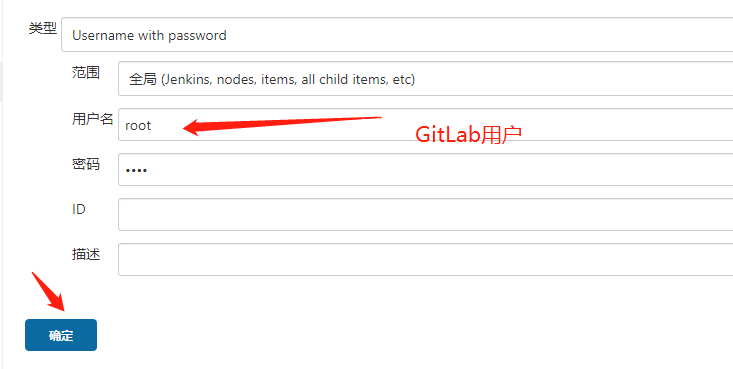 类型 Username with password
范围 全局 (Jenkins, nodes, items, all child items, etc)
用户名 root
GitLab用户
密码 ••••
ID
描述
确定